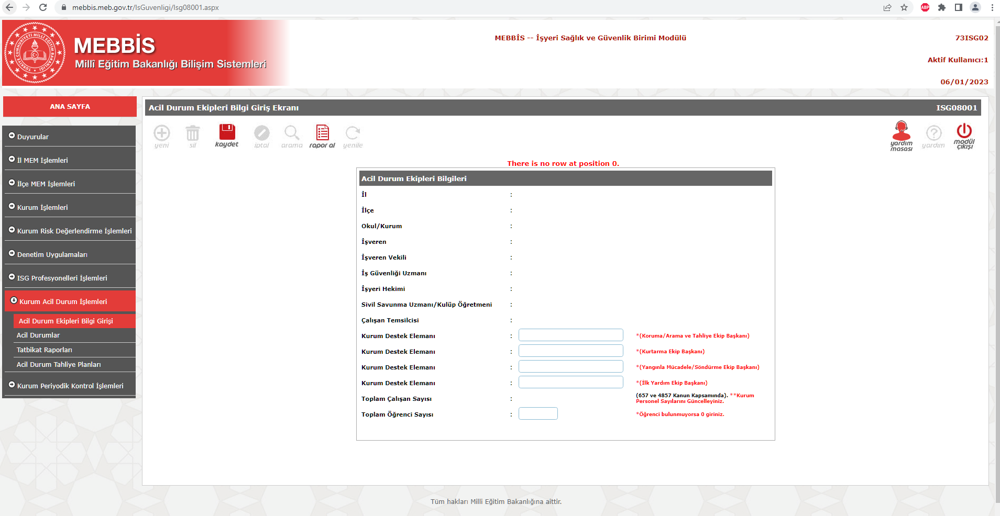 mebbis.meb.gov.tr/IsGuvenligi/Isg08001.aspx
ABP
MEBBİS
Millî Eğitim Bakanlığı Bilişim Sistemleri
MEBBİS -- İşyeri Sağlık ve Güvenlik Birimi Modülü
73ISG02
Aktif Kullanıcı:1
06/01/2023
ANA SAYFA
Duyurular
İl MEM İşlemleri
İlçe MEM İşlemleri
Kurum İşlemleri
Kurum Risk Değerlendirme İşlemleri
Denetim Uygulamaları
ISG Profesyonelleri İşlemleri
Kurum Acil Durum İşlemleri
Acil Durum Ekipleri Bilgi Girişi
Acil Durumlar
Tatbikat Raporları
Acil Durum Tahliye Planları
Kurum Periyodik Kontrol İşlemleri
Acil Durum Ekipleri Bilgi Giriş Ekranı
ISG08001
yeni
sil
kaydet
iptal
arama
rapor al
yenile
yardım masası
yardım
modül çıkışı
There is no row at position 0.
Acil Durum Ekipleri Bilgileri
İl :
İlçe :
Okul/Kurum :
İşveren :
İşveren Vekili :
İş Güvenliği Uzmanı :
İşyeri Hekimi :
Sivil Savunma Uzmanı/Kulüp Öğretmeni :
Çalışan Temsilcisi :
Kurum Destek Elemanı : *(Koruma/Arama ve Tahliye Ekip Başkanı)
Kurum Destek Elemanı : *(Kurtarma Ekip Başkanı)
Kurum Destek Elemanı : *(Yangınla Mücadele/Söndürme Ekip Başkanı)
Kurum Destek Elemanı : *(İlk Yardım Ekip Başkanı)
Toplam Çalışan Sayısı : (657 ve 4857 Kanun Kapsamında). **Kurum
Personel Sayılarını Güncelleyiniz.
Toplam Öğrenci Sayısı : *Öğrenci bulunmuyorsa 0 giriniz.
Tüm hakları Milli Eğitim Bakanlığına aittir.